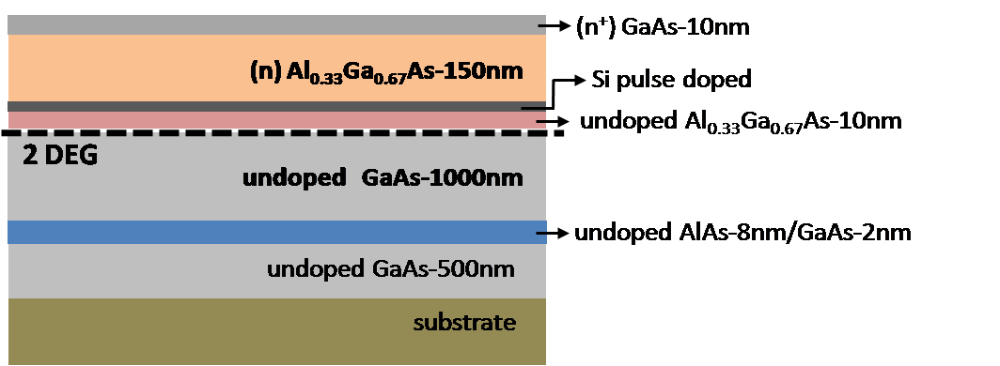 (n⁺) GaAs-10nm
(n) Al₀.₃₃Ga₀.₆₇As-150nm
Si pulse doped
undoped Al₀.₃₃Ga₀.₆₇As-10nm
2 DEG
undoped GaAs-1000nm
undoped AlAs-8nm/GaAs-2nm
undoped GaAs-500nm
substrate